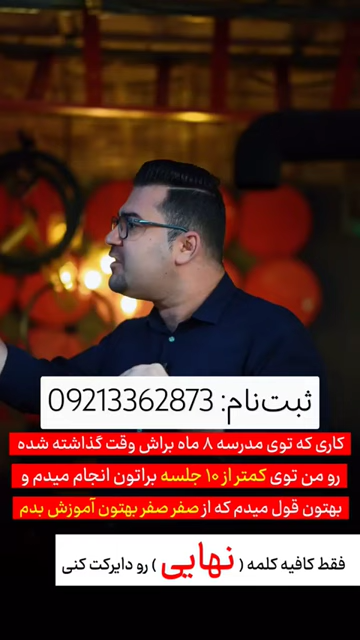 ثبت‌نام: 09213362873
کاری که توی مدرسه ۸ ماه براش وقت گذاشته شده
رو من توی کمتر از ۱۰ جلسه براتون انجام میدم و
بهتون قول میدم که از صفر صفر بهتون آموزش بدم
فقط کافیه کلمه ( نهایی ) رو دایرکت کنی